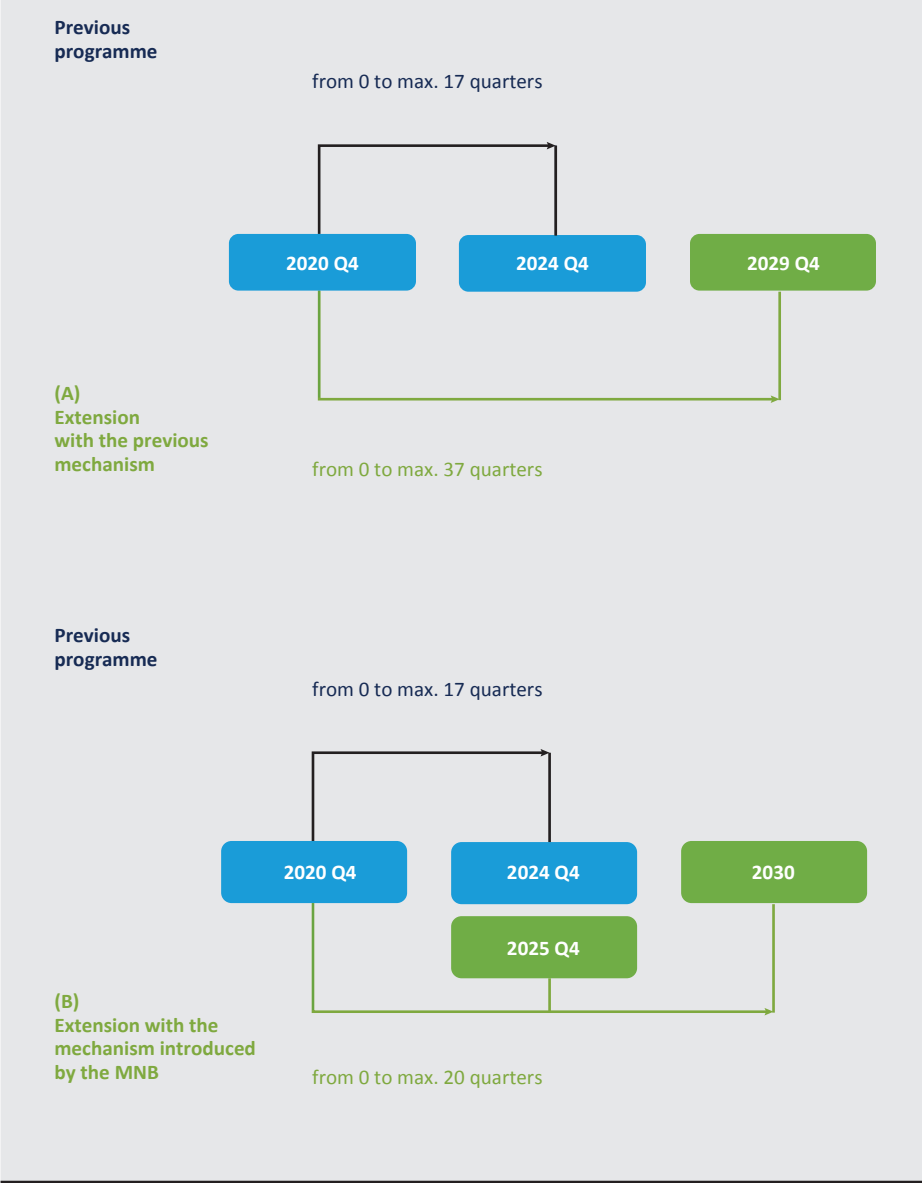 Previous
programme
from 0 to max. 17 quarters
2020 Q4
2024 Q4
2029 Q4
(A)
Extension
with the previous
mechanism
from 0 to max. 37 quarters
Previous
programme
from 0 to max. 17 quarters
2020 Q4
2024 Q4
2030
2025 Q4
(B)
Extension with the
mechanism introduced
by the MNB
from 0 to max. 20 quarters